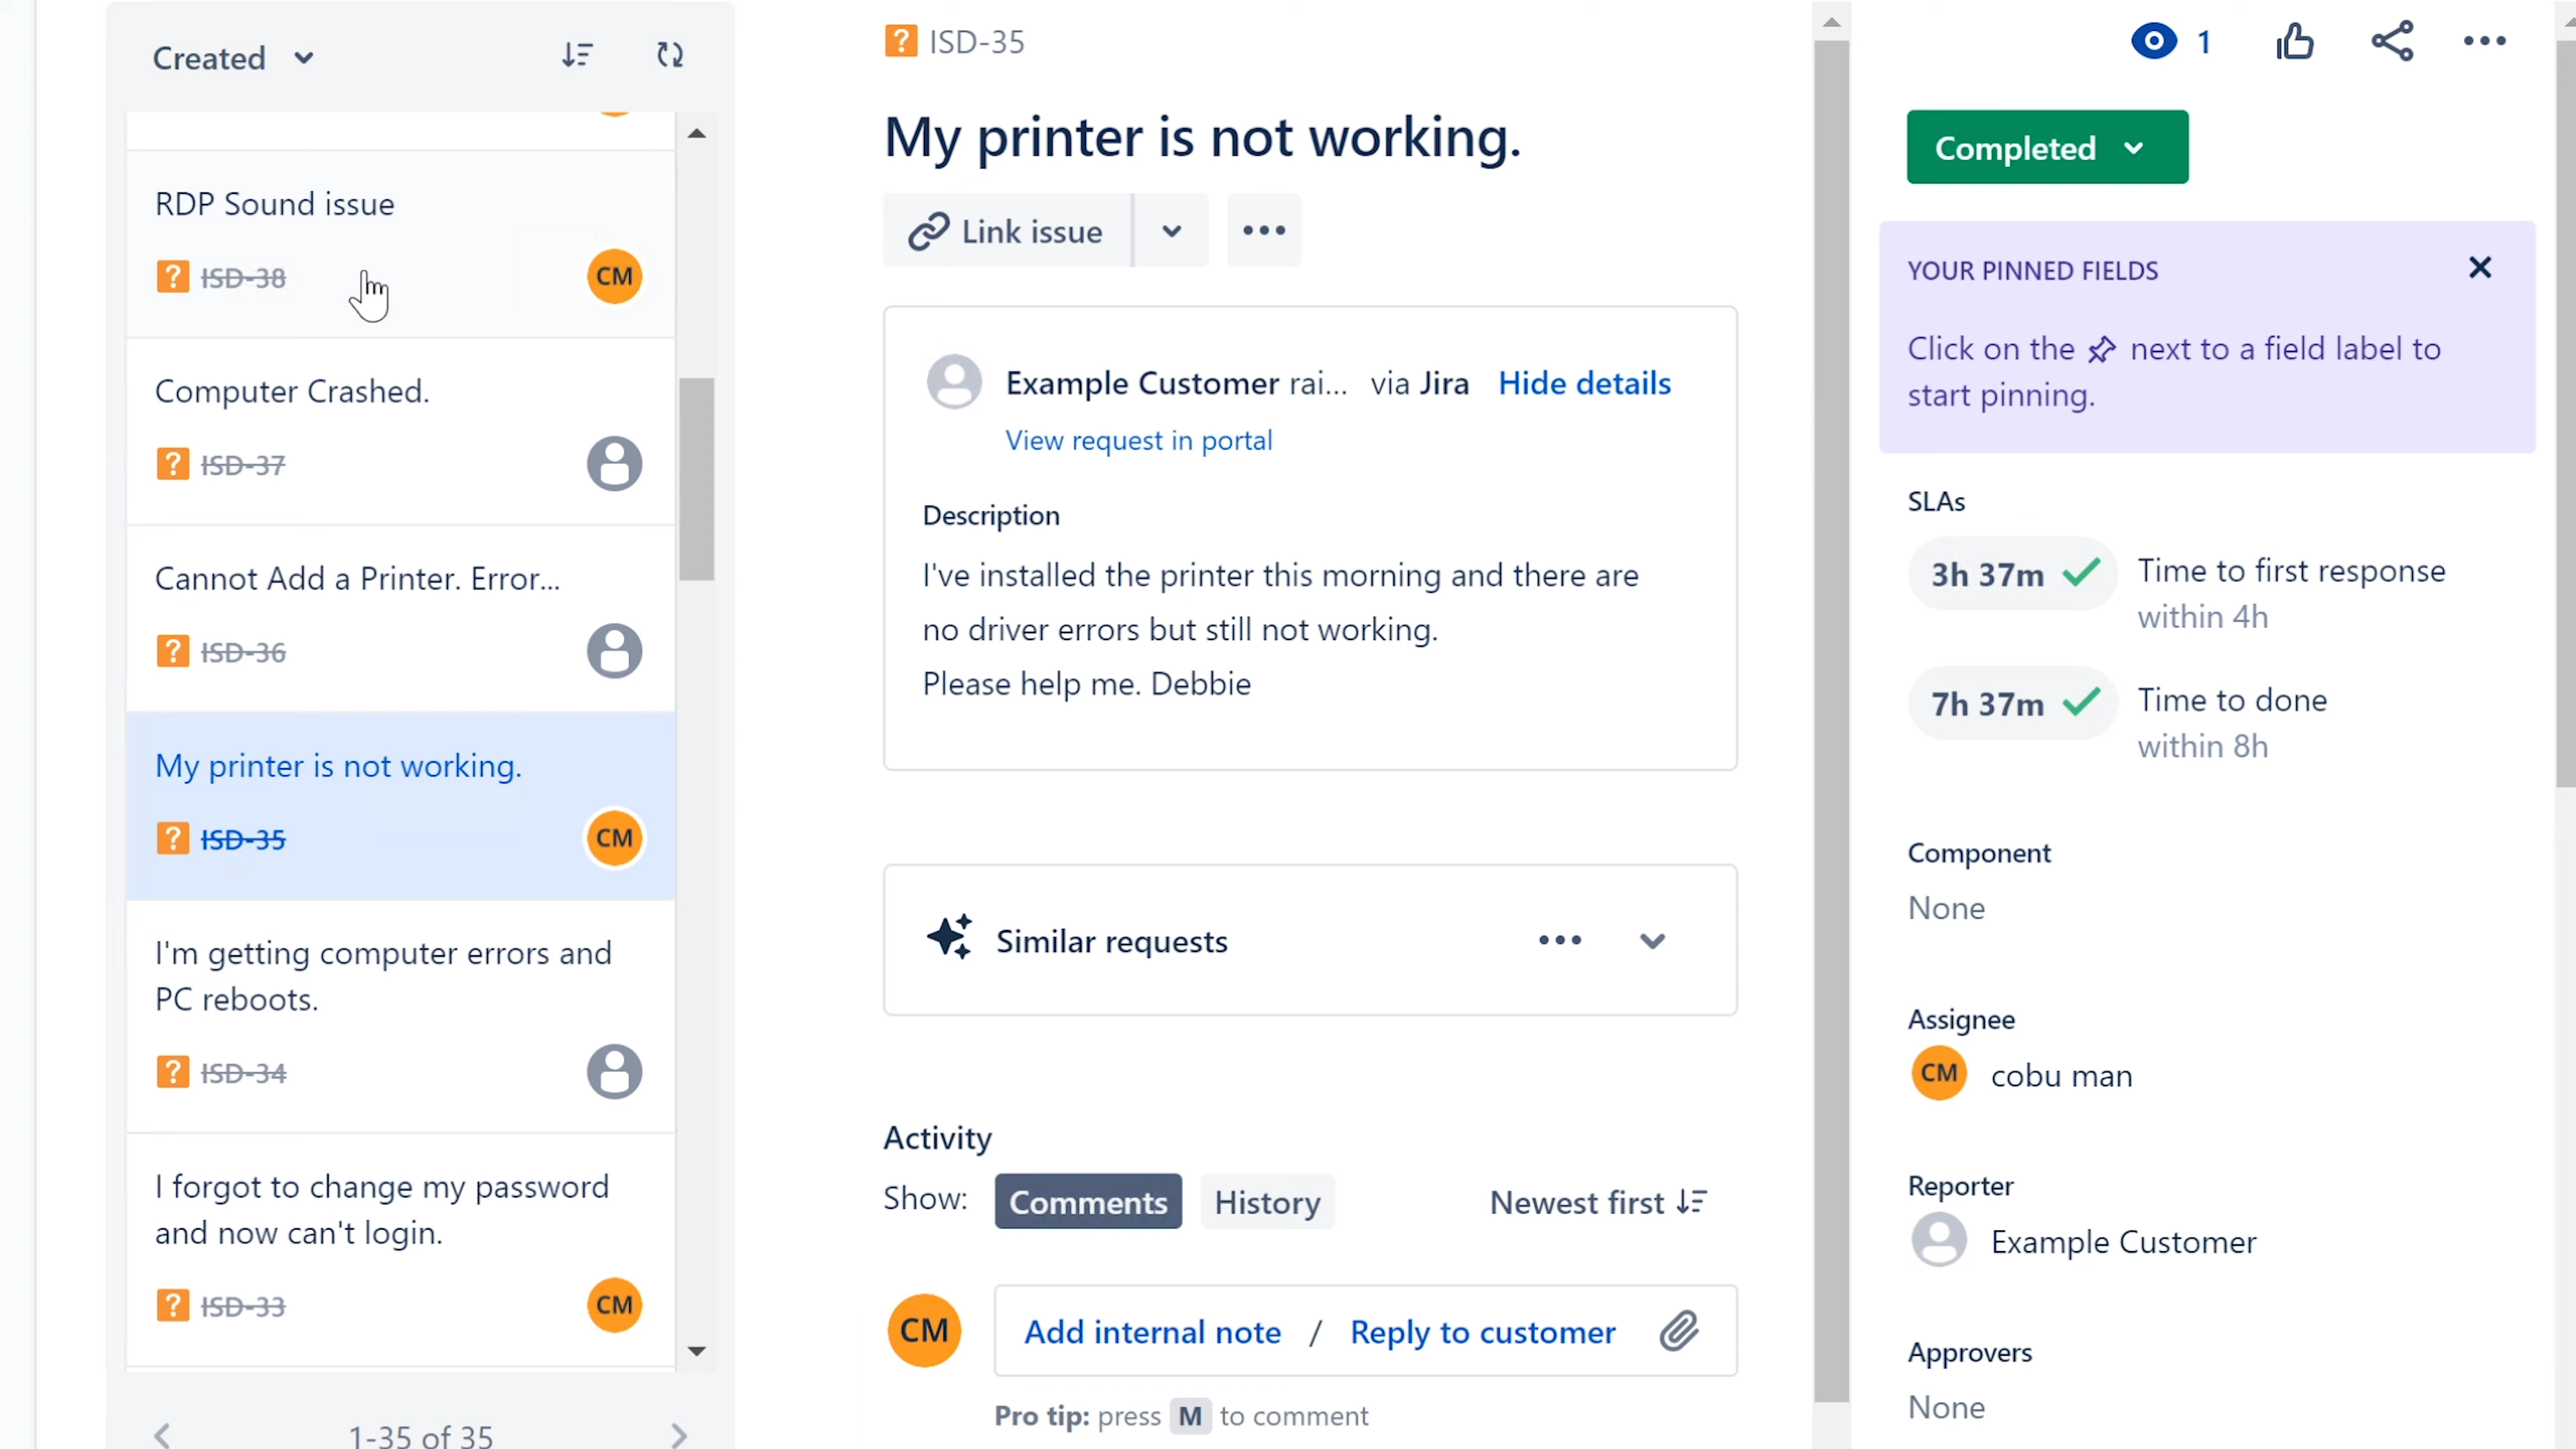 Created
RDP Sound issue
? ISD-38
CM
Computer Crashed.
? ISD-37
Cannot Add a Printer. Error...
? ISD-36
My printer is not working.
? ISD-35
CM
I'm getting computer errors and
PC reboots.
? ISD-34
I forgot to change my password
and now can't login.
? ISD-33
CM
1-35 of 35
? ISD-35
My printer is not working.
Link issue
Example Customer rai... via Jira Hide details
View request in portal
Description
I've installed the printer this morning and there are
no driver errors but still not working.
Please help me. Debbie
Similar requests
Activity
Show: Comments History Newest first
CM
Add internal note / Reply to customer
Pro tip: press M to comment
1
Completed
YOUR PINNED FIELDS
Click on the next to a field label to
start pinning.
SLAs
3h 37m Time to first response
within 4h
7h 37m Time to done
within 8h
Component
None
Assignee
CM cobu man
Reporter
Example Customer
Approvers
None